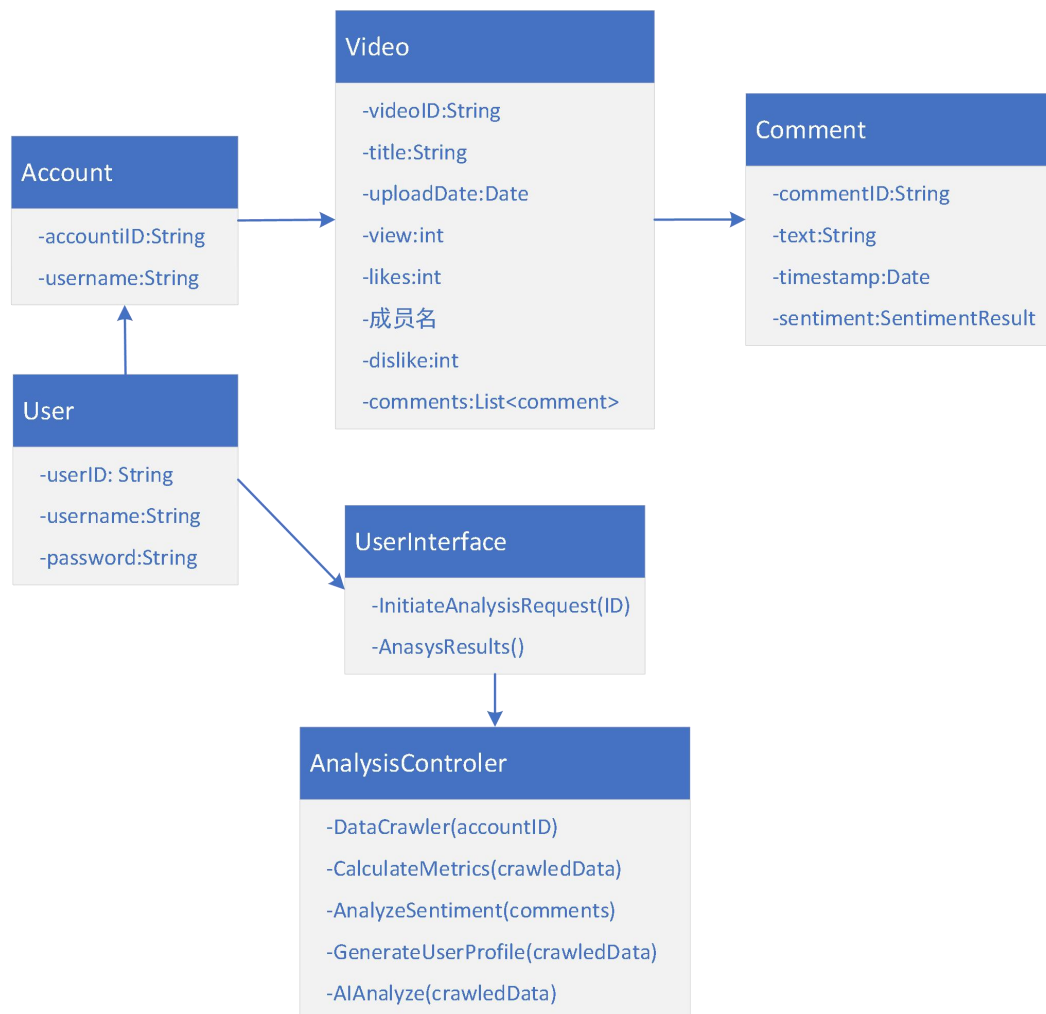 Video
-videoID:String
-title:String
-uploadDate:Date
-view:int
-likes:int
-成员名
-dislike:int
-comments:List<comment>
Comment
-commentID:String
-text:String
-timestamp:Date
-sentiment:SentimentResult
Account
-accountiID:String
-username:String
User
-userID: String
-username:String
-password:String
UserInterface
-InitiateAnalysisRequest(ID)
-AnasysResults()
AnalysisControler
-DataCrawler(accountID)
-CalculateMetrics(crawledData)
-AnalyzeSentiment(comments)
-GenerateUserProfile(crawledData)
-AIAnalyze(crawledData)